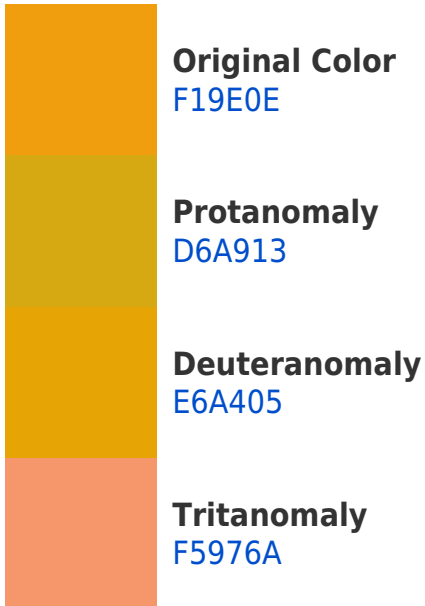 Original Color
F19E0E
Protanomaly
D6A913
Deuteranomaly
E6A405
Tritanomaly
F5976A